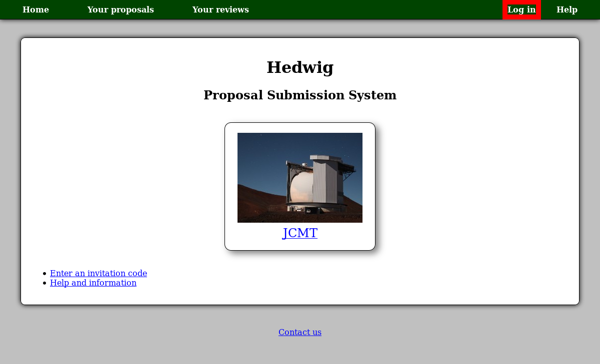 Home Your proposals Your reviews Log in Help
Hedwig
Proposal Submission System
JCMT
Enter an invitation code
Help and information
Contact us